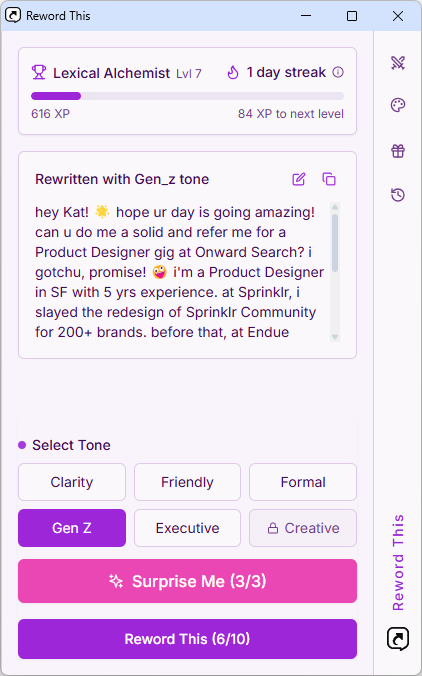 Reword This
Lexical Alchemist Lvl 7
1 day streak
616 XP
84 XP to next level
Rewritten with Gen_z tone
hey Kat! 🌟 hope ur day is going amazing!
can u do me a solid and refer me for a
Product Designer gig at Onward Search? i
gotchu, promise! 🤪 i'm a Product Designer
in SF with 5 yrs experience. at Sprinklr, i
slayed the redesign of Sprinklr Community
for 200+ brands. before that, at Endue
Select Tone
Clarity
Friendly
Formal
Gen Z
Executive
Creative
Surprise Me (3/3)
Reword This (6/10)
Reword This